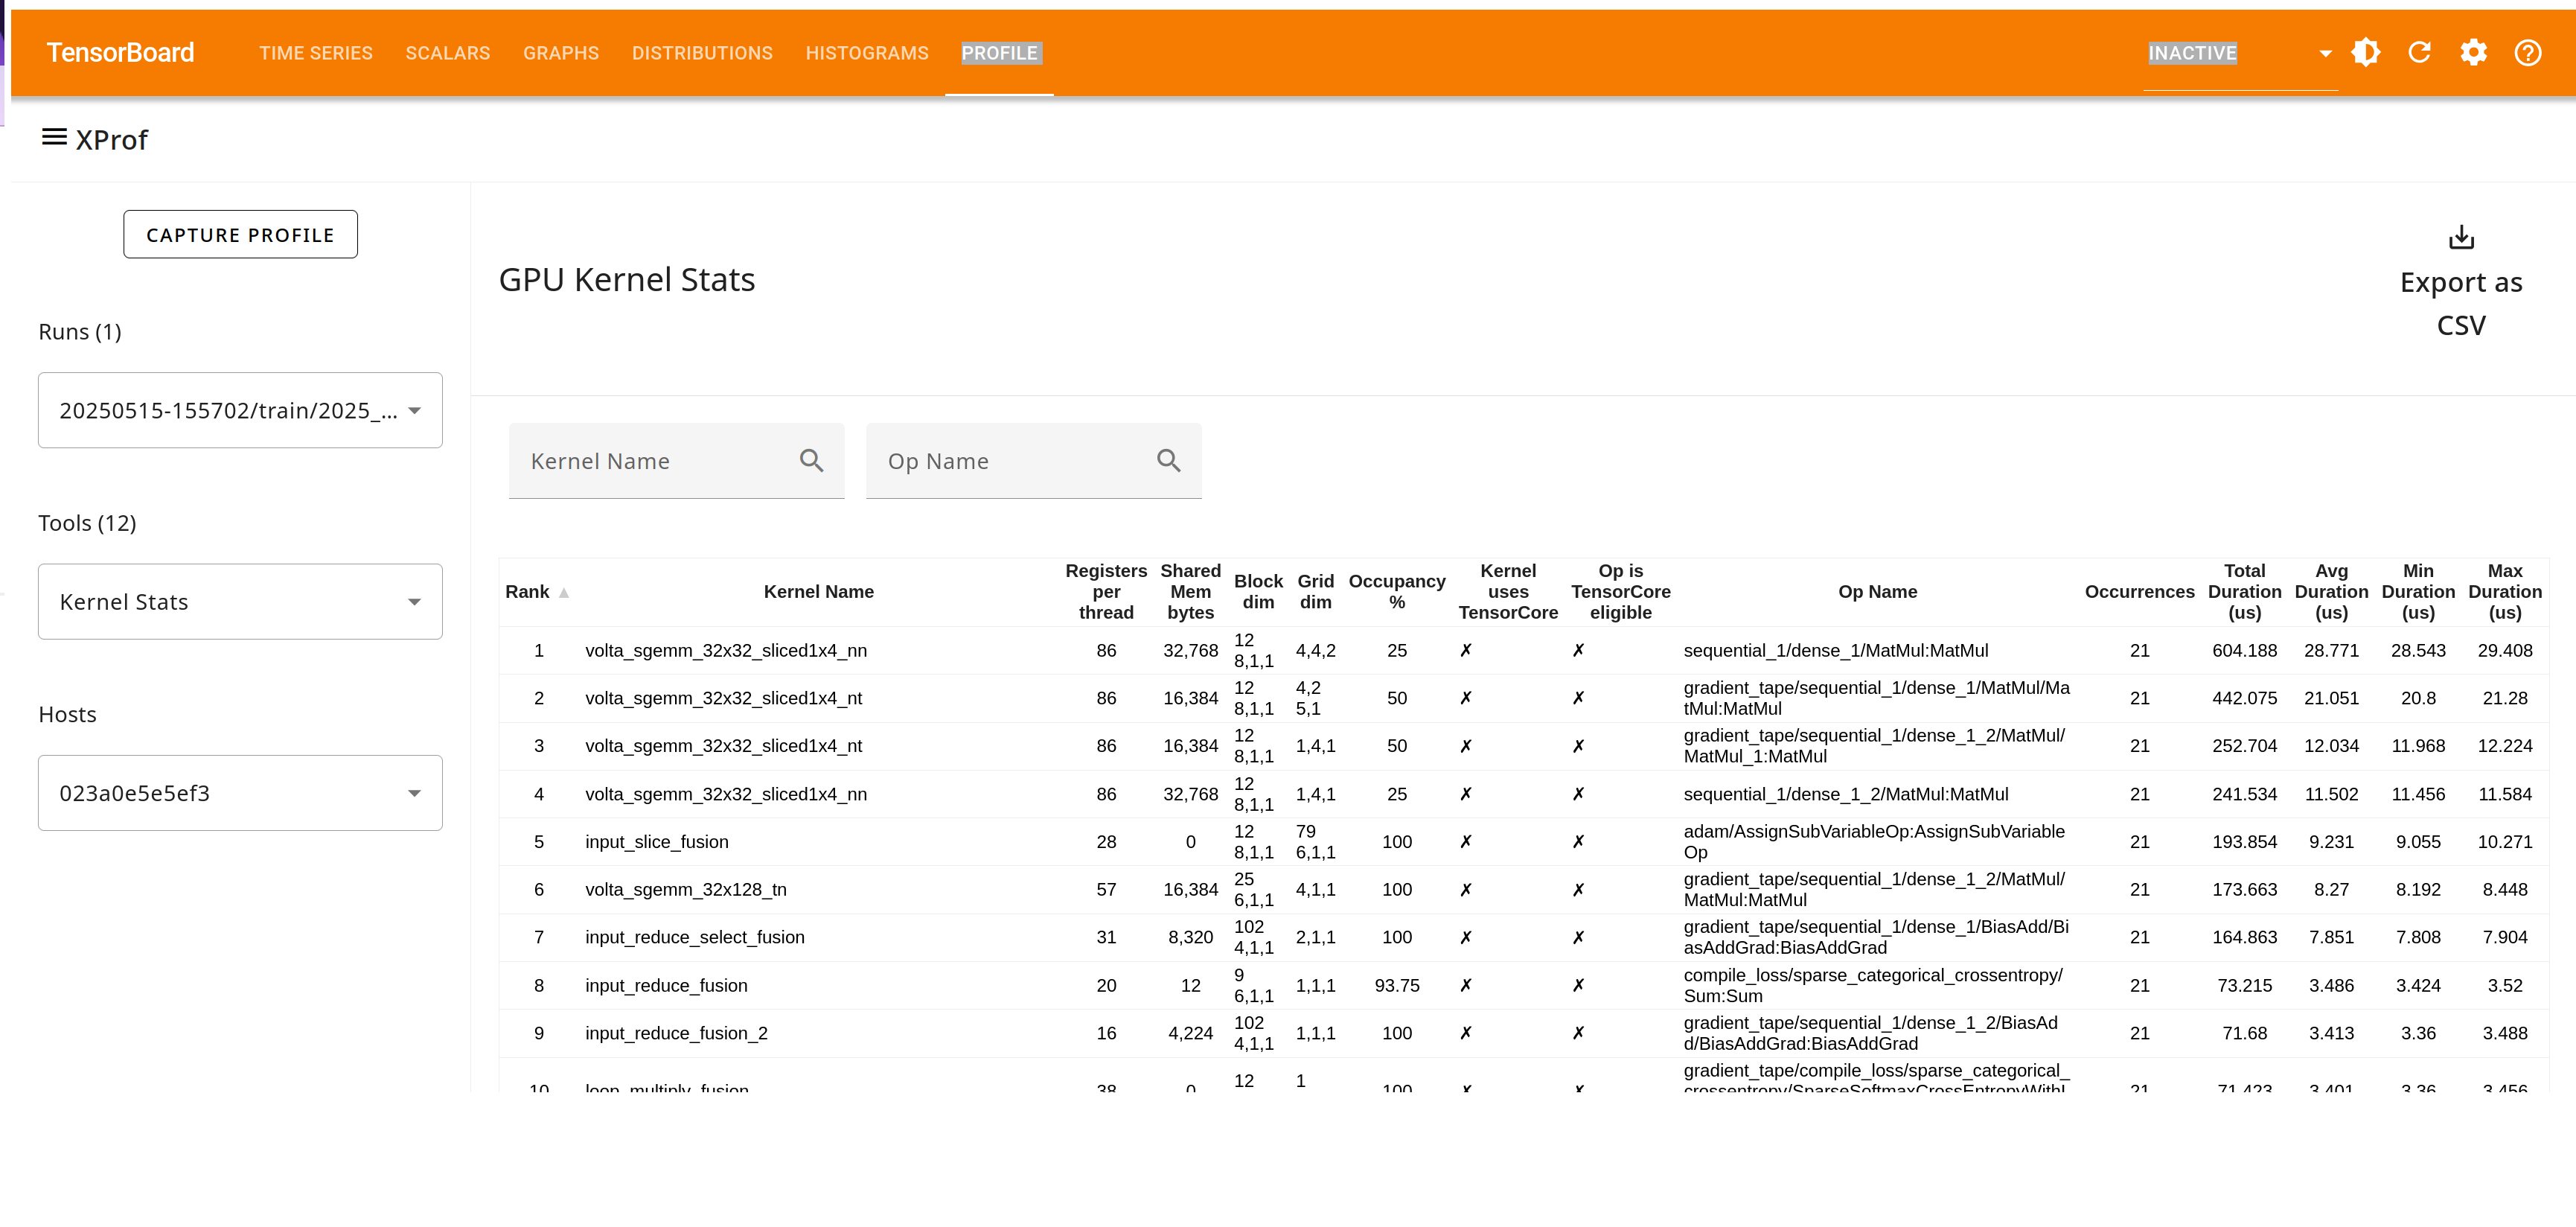 TensorBoard TIME SERIES SCALARS GRAPHS DISTRIBUTIONS HISTOGRAMS PROFILE INACTIVE
XProf
CAPTURE PROFILE
Runs (1)
20250515-155702/train/2025_...
Tools (12)
Kernel Stats
Hosts
023a0e5e5ef3
GPU Kernel Stats
Export as
CSV
Kernel Name Op Name
Rank ▲ Kernel Name Registers per thread Shared Mem bytes Block dim Grid dim Occupancy % Kernel uses TensorCore Op is TensorCore eligible Op Name Occurrences Total Duration (us) Avg Duration (us) Min Duration (us) Max Duration (us)
1 volta_sgemm_32x32_sliced1x4_nn 86 32,768 128,1,1 4,4,2 25 ✗ ✗ sequential_1/dense_1/MatMul:MatMul 21 604.188 28.771 28.543 29.408
2 volta_sgemm_32x32_sliced1x4_nt 86 16,384 128,1,1 4,25,1 50 ✗ ✗ gradient_tape/sequential_1/dense_1/MatMul/MatMul:MatMul 21 442.075 21.051 20.8 21.28
3 volta_sgemm_32x32_sliced1x4_nt 86 16,384 128,1,1 1,4,1 50 ✗ ✗ gradient_tape/sequential_1/dense_1_2/MatMul/MatMul_1:MatMul 21 252.704 12.034 11.968 12.224
4 volta_sgemm_32x32_sliced1x4_nn 86 32,768 128,1,1 1,4,1 25 ✗ ✗ sequential_1/dense_1_2/MatMul:MatMul 21 241.534 11.502 11.456 11.584
5 input_slice_fusion 28 0 128,1,1 796,1,1 100 ✗ ✗ adam/AssignSubVariableOp:AssignSubVariableOp 21 193.854 9.231 9.055 10.271
6 volta_sgemm_32x128_tn 57 16,384 256,1,1 4,1,1 100 ✗ ✗ gradient_tape/sequential_1/dense_1_2/MatMul/MatMul:MatMul 21 173.663 8.27 8.192 8.448
7 input_reduce_select_fusion 31 8,320 1024,1,1 2,1,1 100 ✗ ✗ gradient_tape/sequential_1/dense_1/BiasAdd/BiasAddGrad:BiasAddGrad 21 164.863 7.851 7.808 7.904
8 input_reduce_fusion 20 12 96,1,1 1,1,1 93.75 ✗ ✗ compile_loss/sparse_categorical_crossentropy/Sum:Sum 21 73.215 3.486 3.424 3.52
9 input_reduce_fusion_2 16 4,224 1024,1,1 1,1,1 100 ✗ ✗ gradient_tape/sequential_1/dense_1_2/BiasAdd/BiasAddGrad:BiasAddGrad 21 71.68 3.413 3.36 3.488
10 loop_multiply_fusion 38 0 12 1 100 ✗ ✗ gradient_tape/compile_loss/sparse_categorical_crossentropy/SparseSoftmaxCrossEntropyWithL 21 71.423 3.401 3.36 3.456